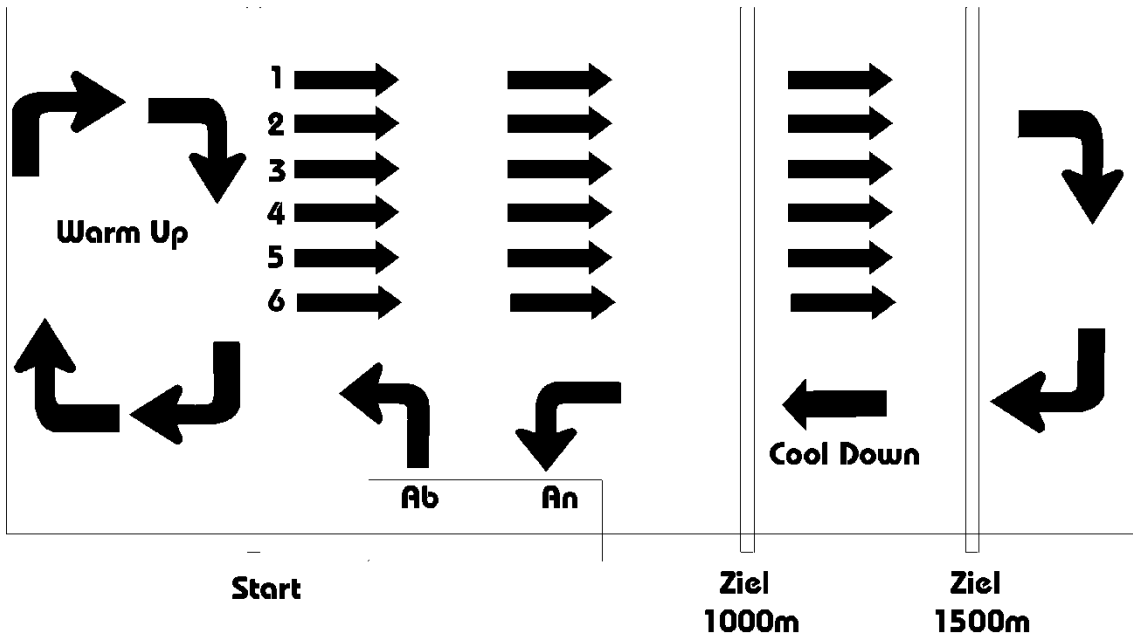 1
2
3
4
5
6
Warm Up
Cool Down
Ab An
Start
Ziel
1000m
Ziel
1500m